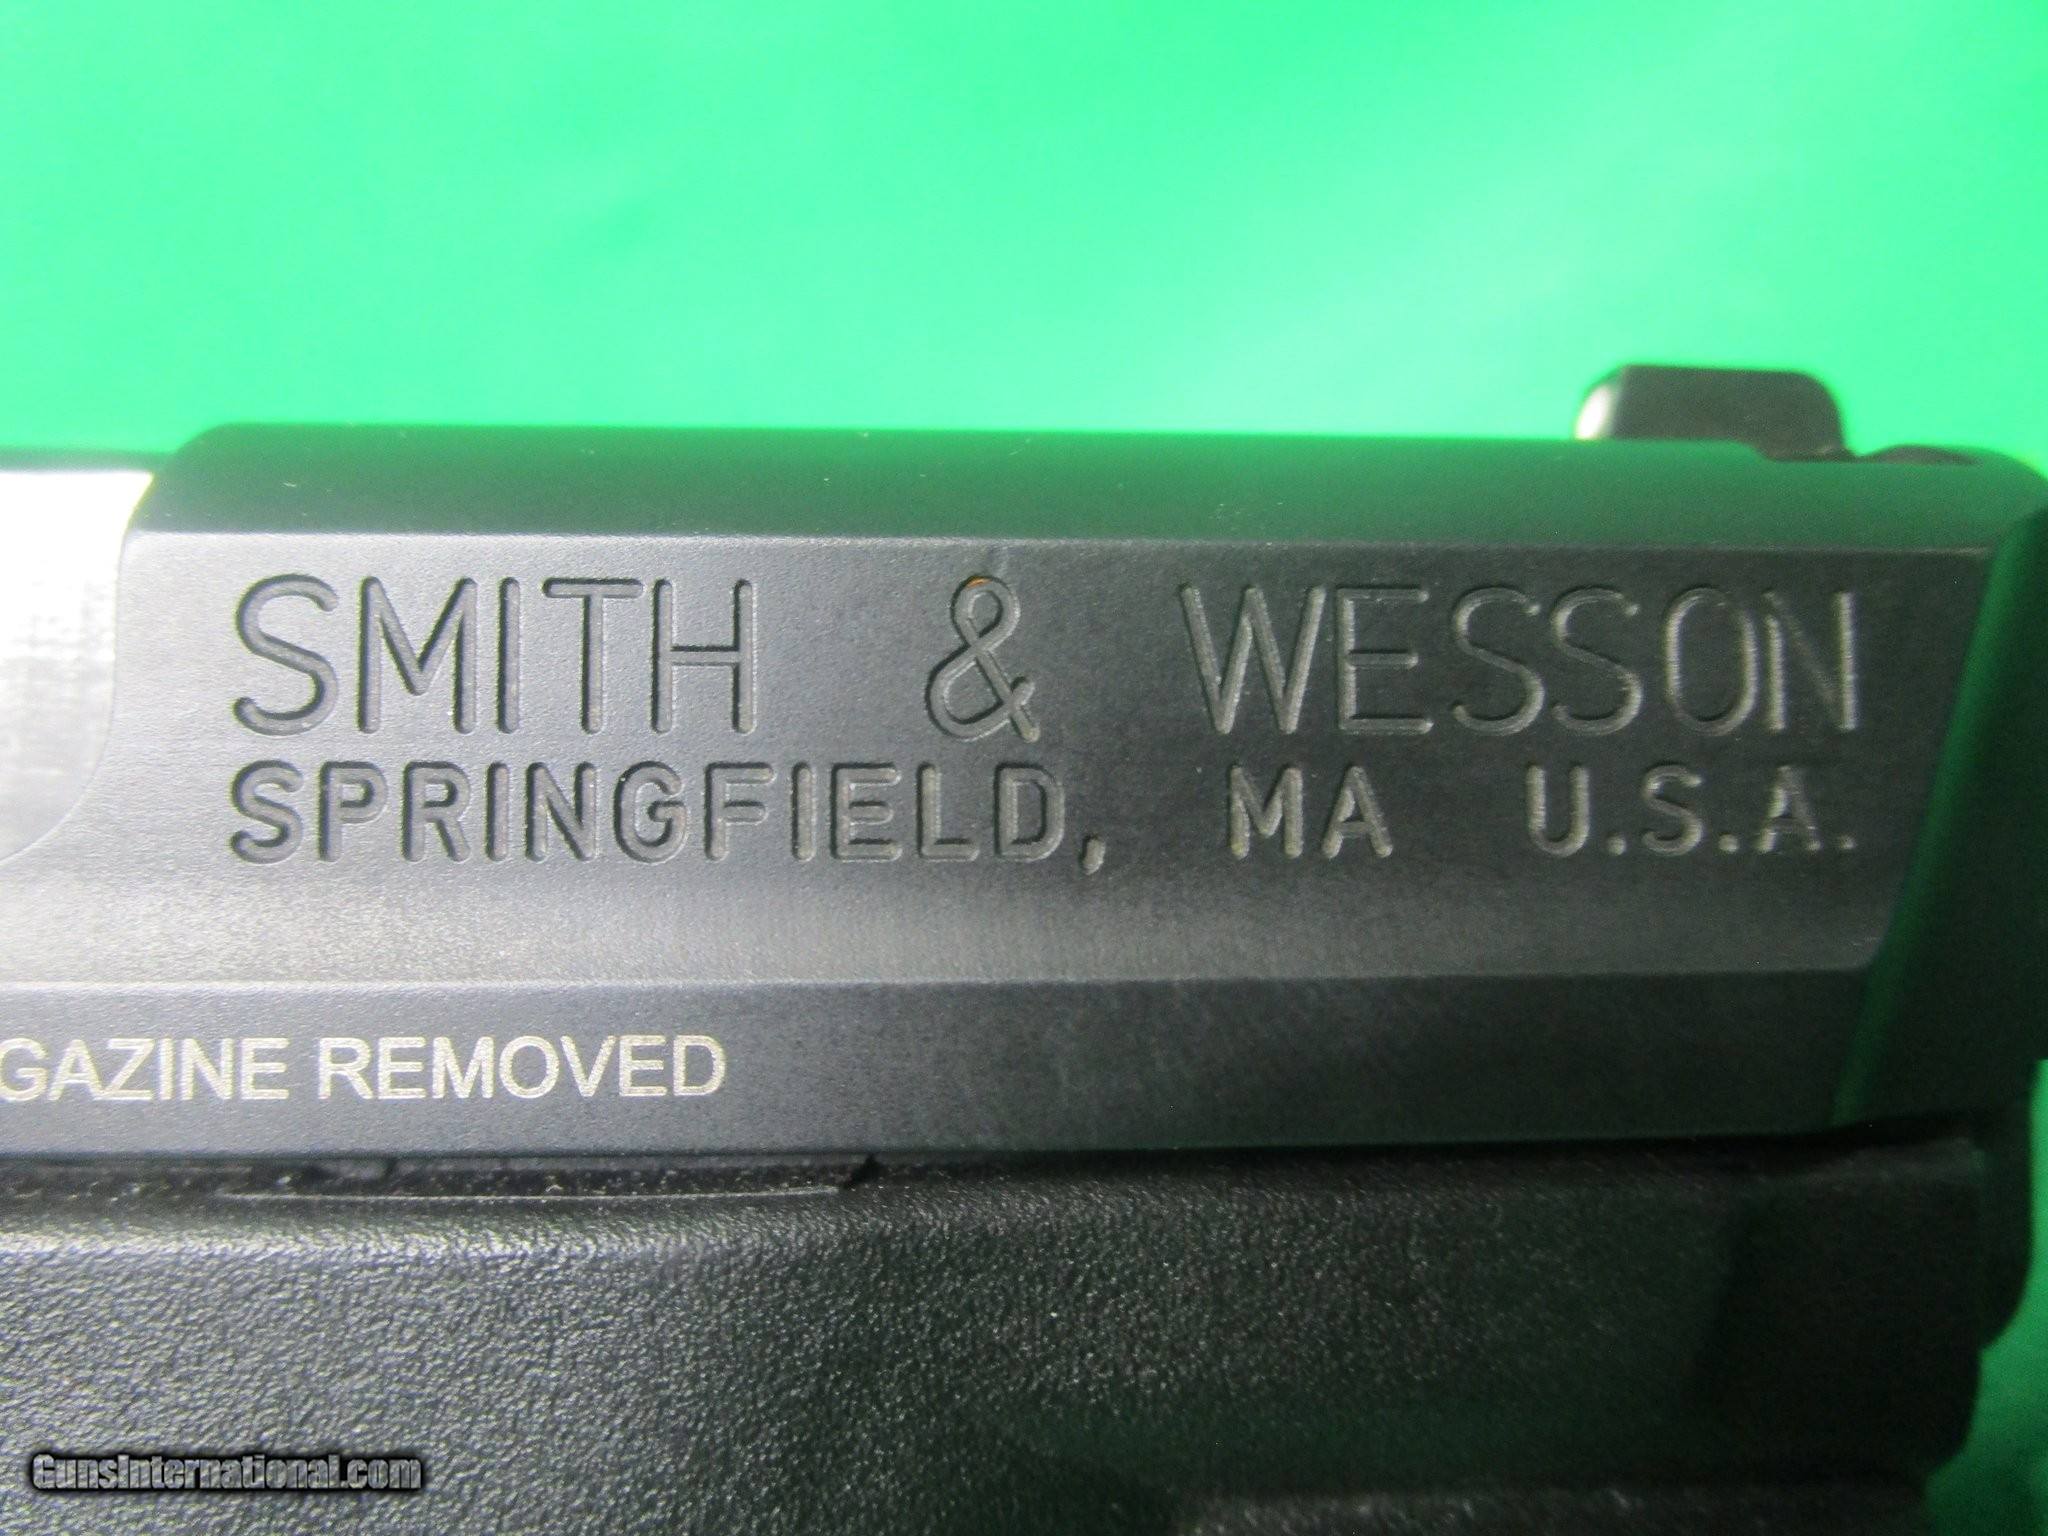 SMITH & WESSON
SPRINGFIELD, MA U.S.A.
GAZINE REMOVED
GunsInternational.com